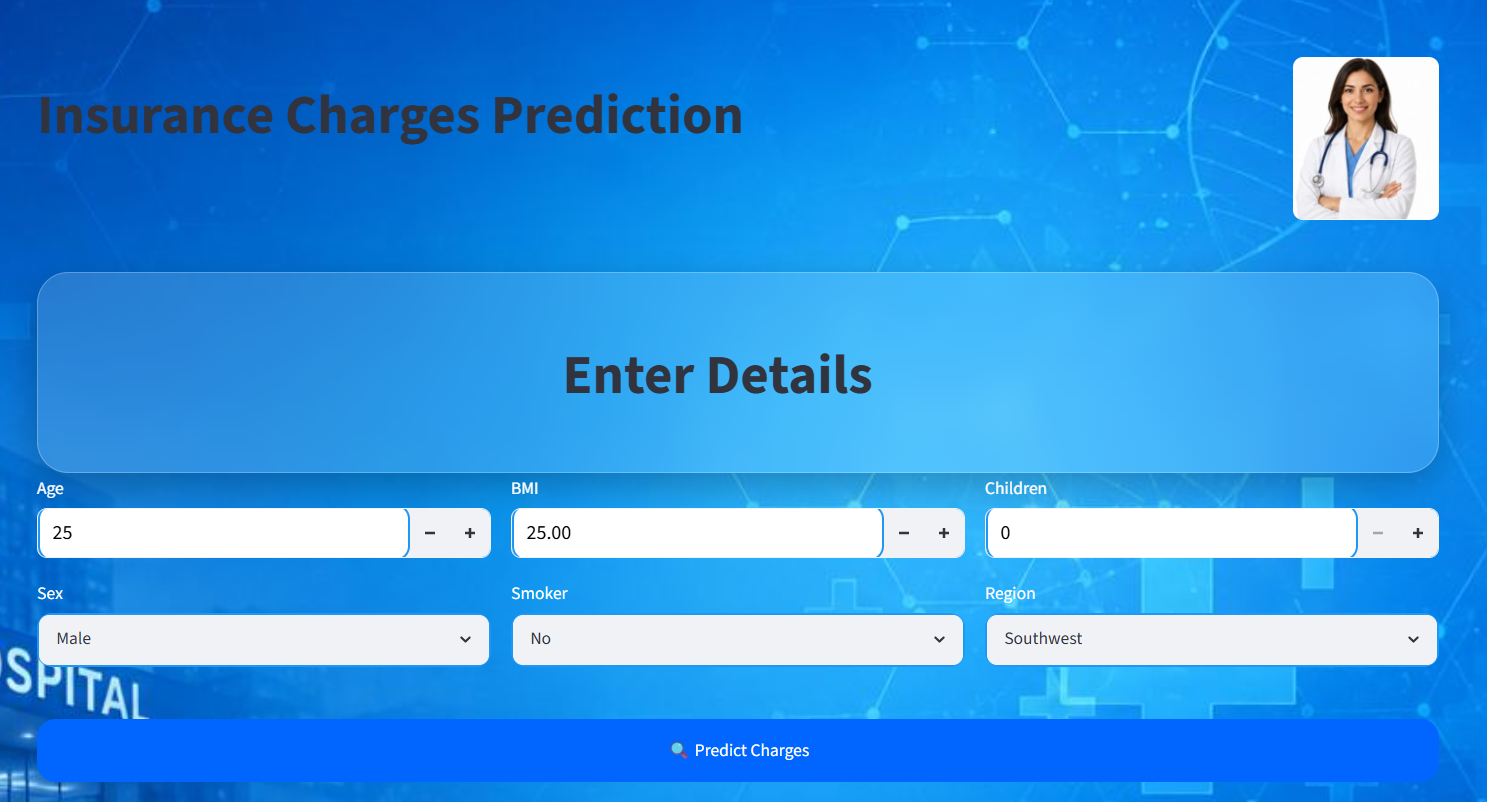 Insurance Charges Prediction
Enter Details
Age BMI Children
25 − + 25.00 − + 0 − +
Sex Smoker Region
Male No Southwest
SPITAL
🔍 Predict Charges